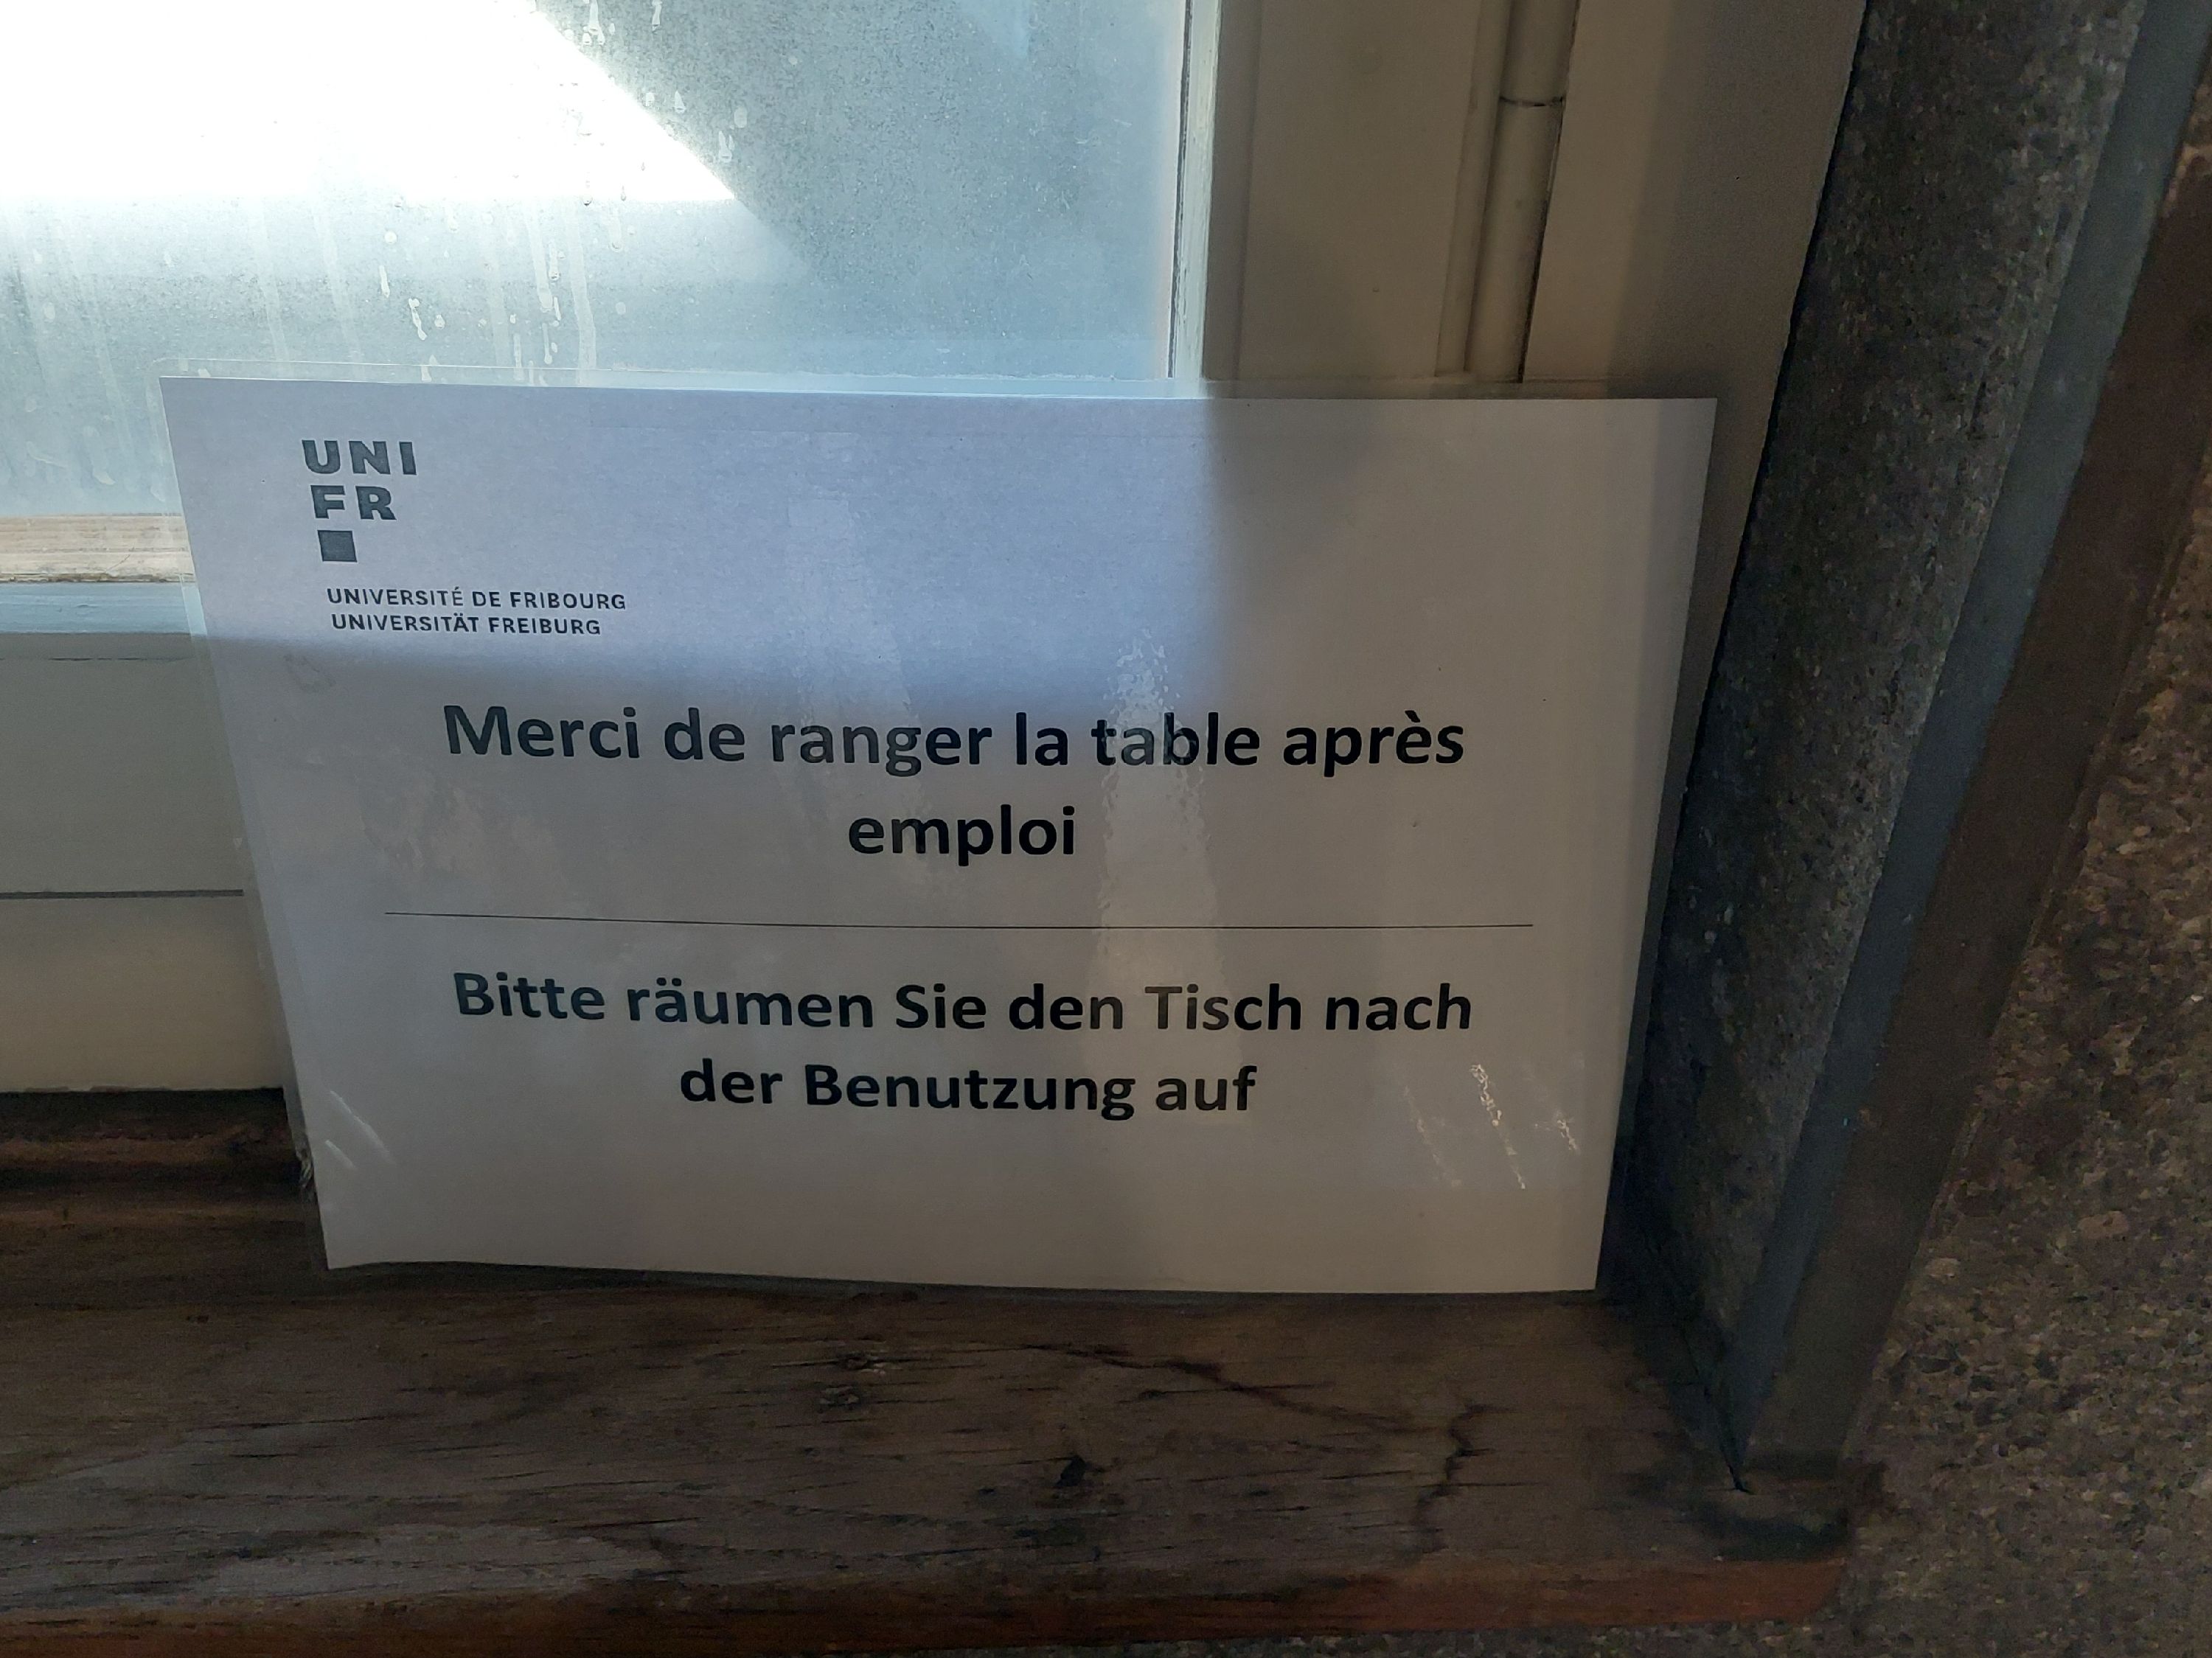 UNI
FR
UNIVERSITÉ DE FRIBOURG
UNIVERSITÄT FREIBURG
Merci de ranger la table après
emploi
Bitte räumen Sie den Tisch nach
der Benutzung auf